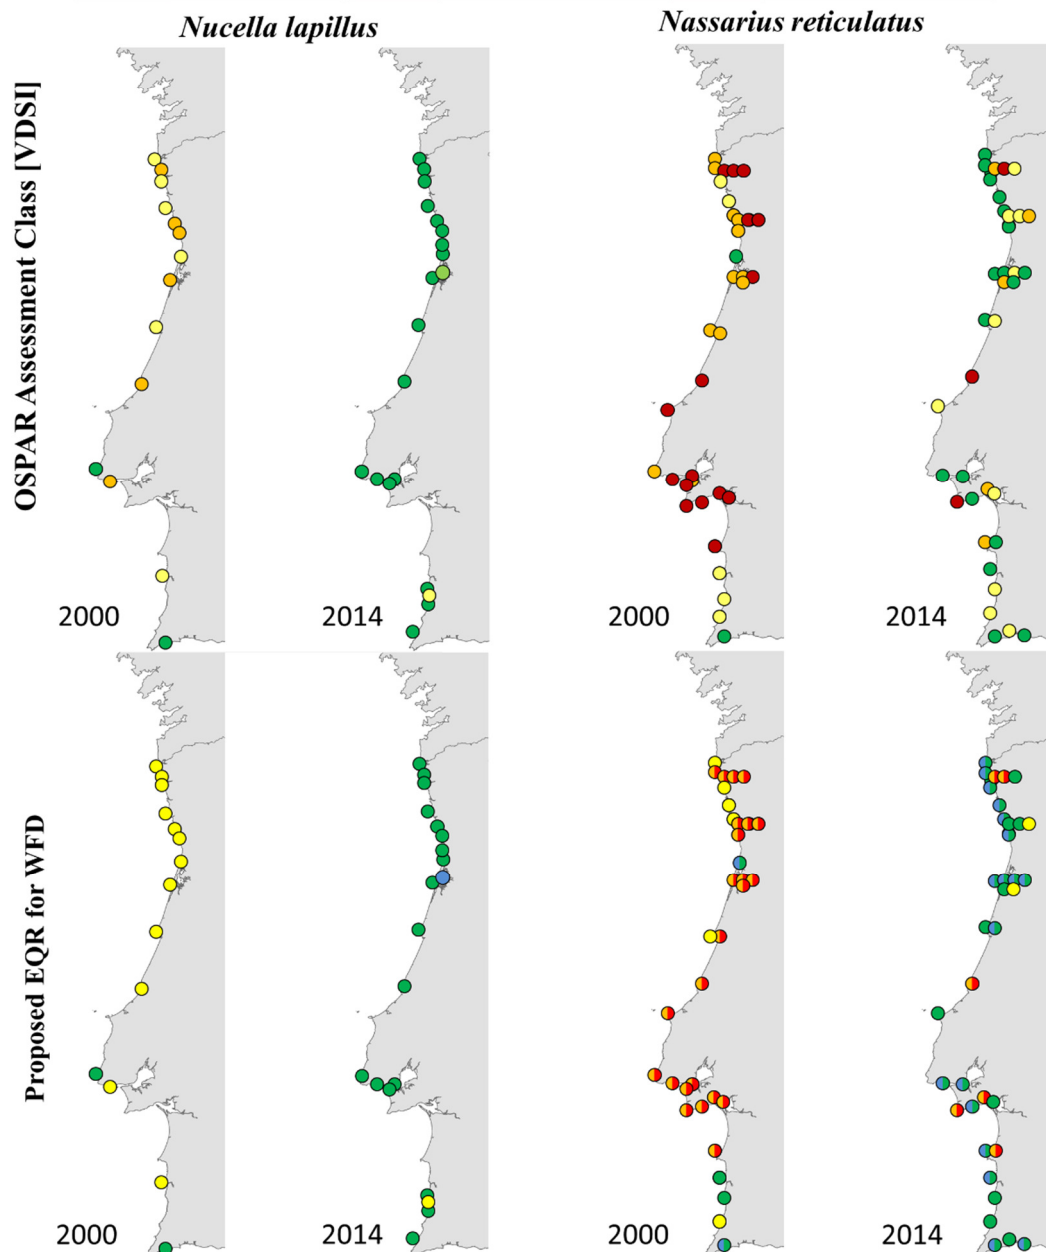 Nucella lapillus
Nassarius reticulatus
OSPAR Assessment Class [VDSI]
2000
2014
2000
2014
Proposed EQR for WFD
2000
2014
2000
2014